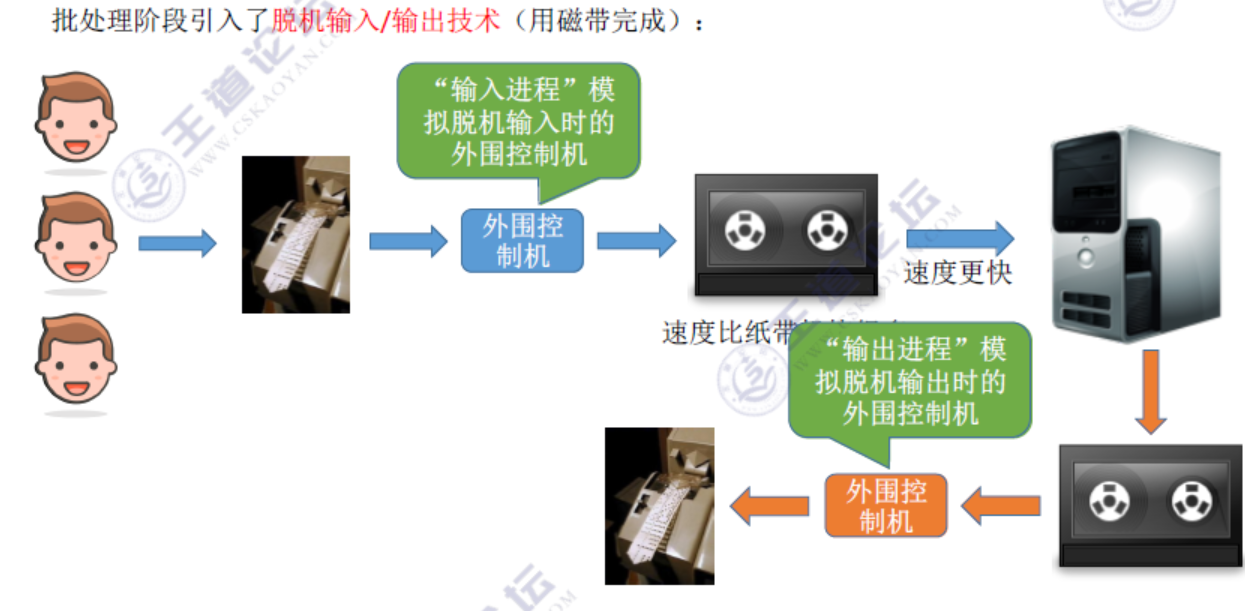 批处理阶段引入了脱机输入/输出技术（用磁带完成）：
“输入进程”模
拟脱机输入时的
外围控制机
外围控
制机
速度更快
速度比纸带
“输出进程”模
拟脱机输出时的
外围控制机
外围控
制机
王道论坛
WWW.CSKAOYAN.COM